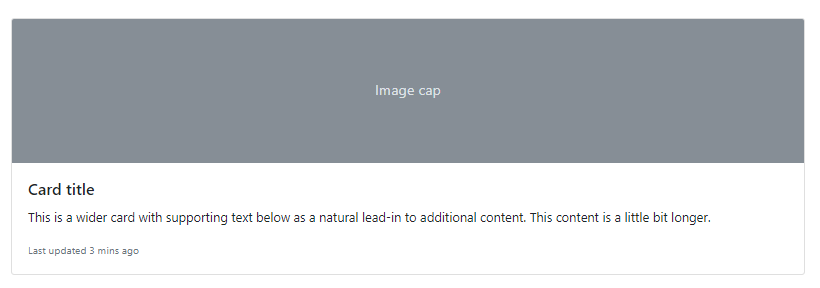 Image cap
Card title
This is a wider card with supporting text below as a natural lead-in to additional content. This content is a little bit longer.
Last updated 3 mins ago